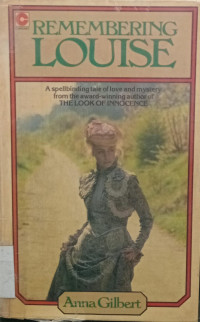 REMEMBERING
LOUISE
A spellbinding tale of love and mystery
from the award-winning author of
THE LOOK OF INNOCENCE
Anna Gilbert